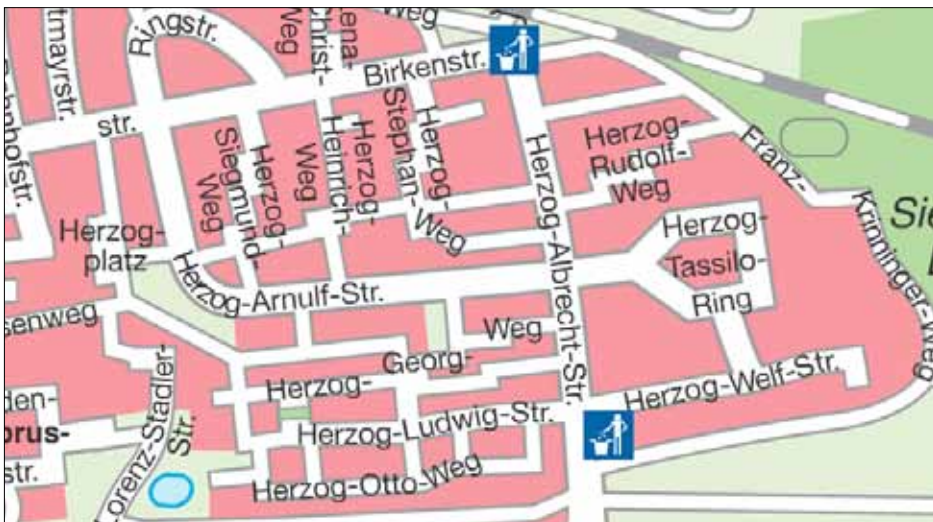 Weg
Ringstr.
Birkenstr.
str.
Christ-
Weg
Siegmund-
Weg
Herzog-
Weg
Heinrich-
Herzog-
Stephan-
Weg
Herzog-
Herzog-Albrecht-Str.
Herzog-
Rudolf-
Weg
Franz-
Krinninger-Weg
Herzog-
platz
Herzog-Arnulf-Str.
Herzog-
Tassilo-
Ring
Weg
Georg-
Herzog-
Herzog-Welf-Str.
Herzog-Ludwig-Str.
Herzog-Otto-Weg
Lorenz-Stadler-
Str.
str.